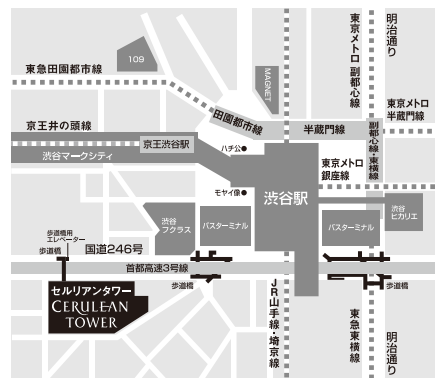 東急田園都市線
109
MAGNET
東京メトロ 副都心線
明治通り
田園都市線
半蔵門線
東京メトロ
半蔵門線
京王井の頭線
京王渋谷駅
渋谷マークシティ
ハチ公
副都心線・東横線
東京メトロ
銀座線
モヤイ像
渋谷駅
渋谷
ヒカリエ
渋谷
フクラス
バスターミナル
バスターミナル
歩道橋用
エレベーター
歩道橋
国道246号
首都高速3号線
歩道橋
歩道橋
セルリアンタワー
CERULEAN
TOWER
JR山手線・埼京線
東急東横線
明治通り